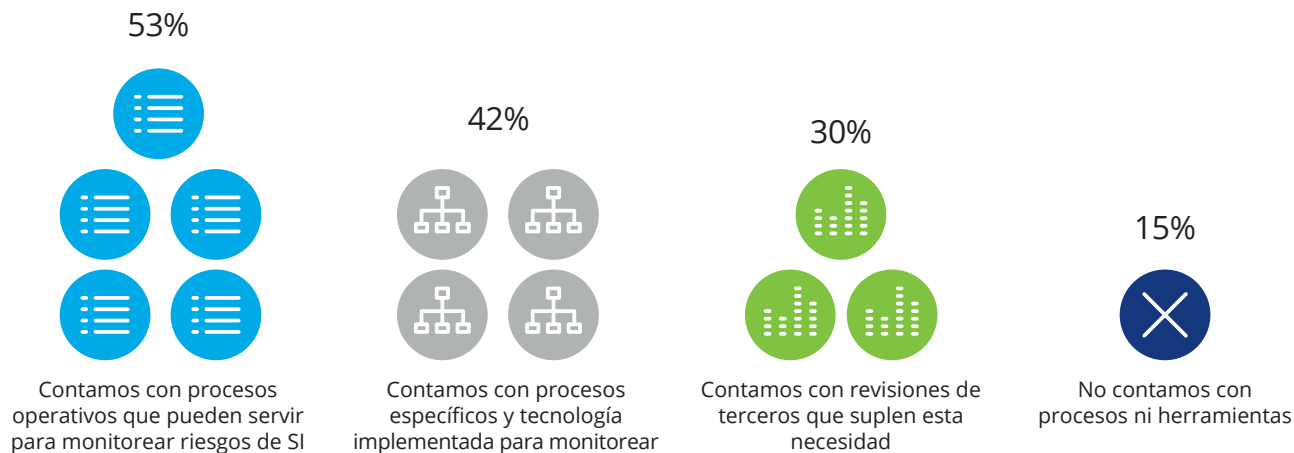 53%
Contamos con procesos
operativos que pueden servir
para monitorear riesgos de SI
42%
Contamos con procesos
específicos y tecnología
implementada para monitorear
30%
Contamos con revisiones de
terceros que suplen esta
necesidad
15%
No contamos con
procesos ni herramientas